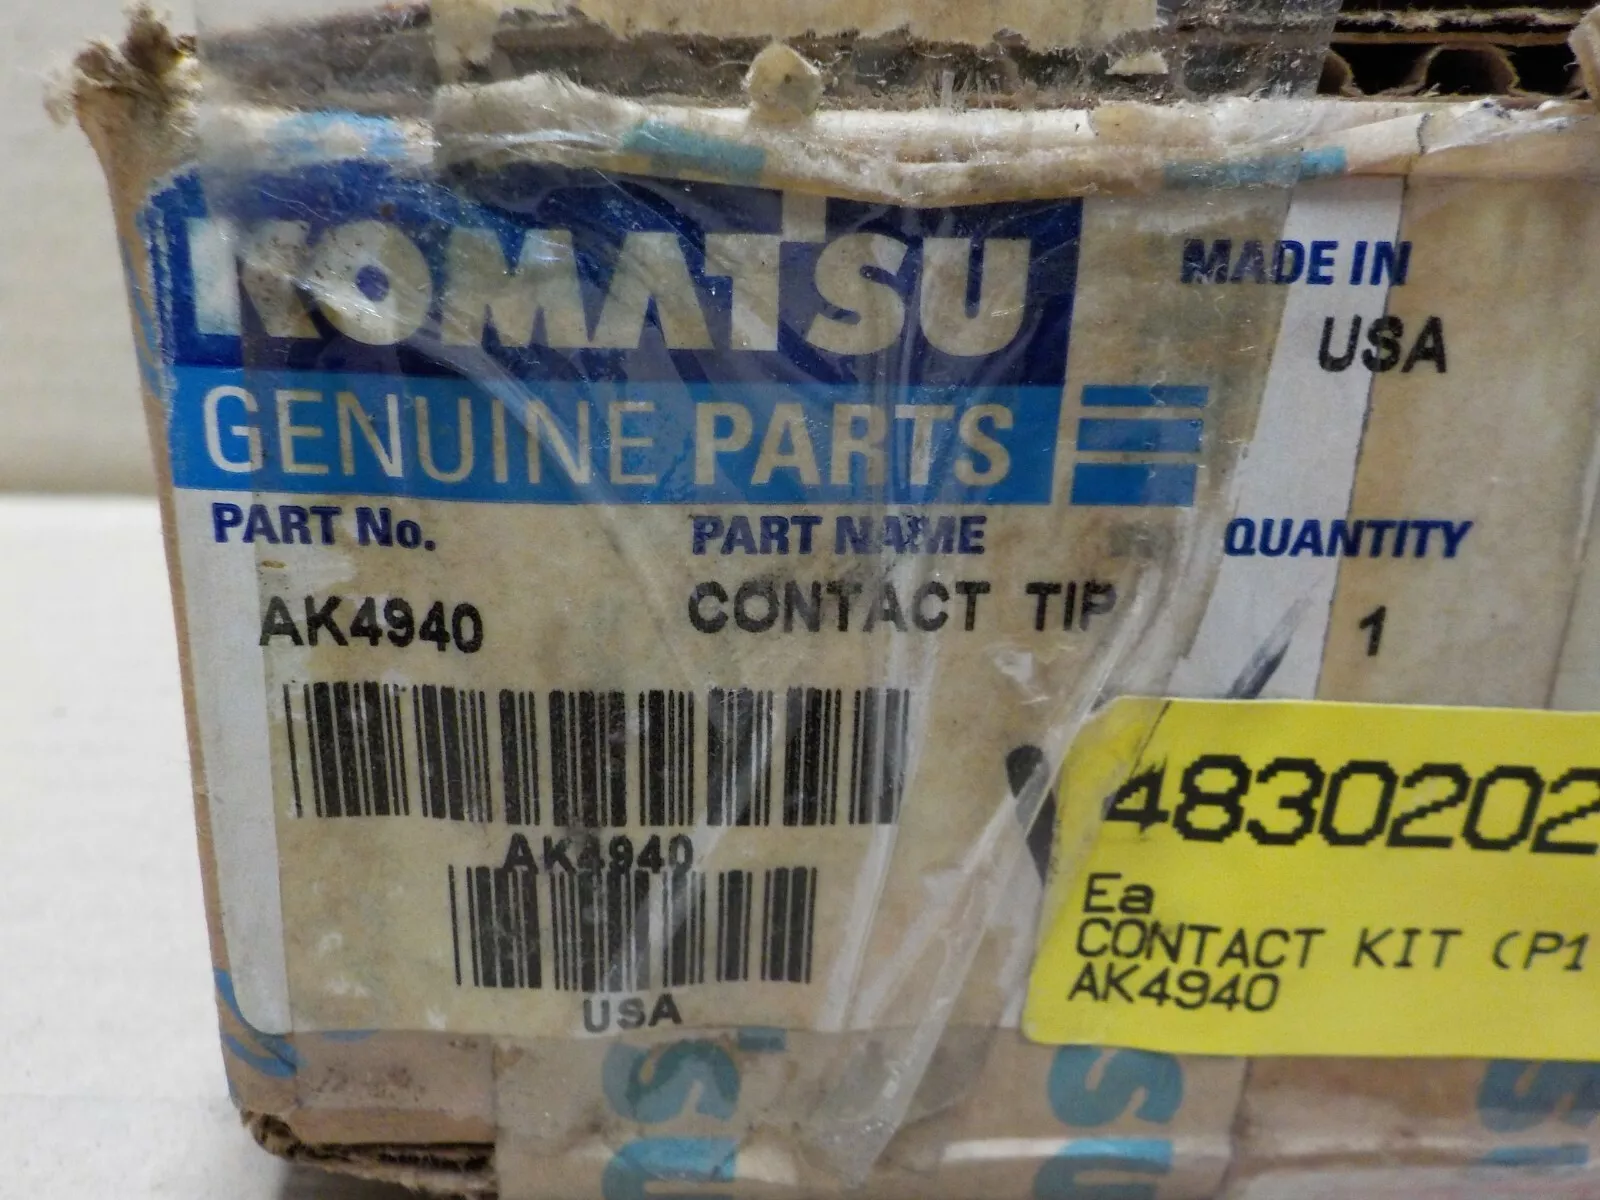 KOMATSU
MADE IN
USA
GENUINE PARTS
PART No. PART NAME QUANTITY
AK4940 CONTACT TIP 1
AK4940
USA
4830202
Ea
CONTACT KIT (P1
AK4940